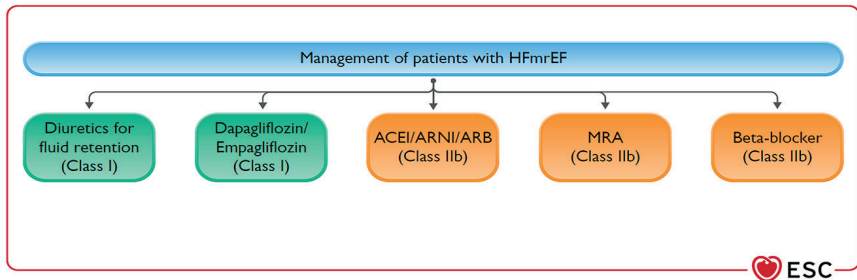 Management of patients with HFmrEF
Diuretics for
fluid retention
(Class I)
Dapagliflozin/
Empagliflozin
(Class I)
ACEI/ARNI/ARB
(Class IIb)
MRA
(Class IIb)
Beta-blocker
(Class IIb)
ESC